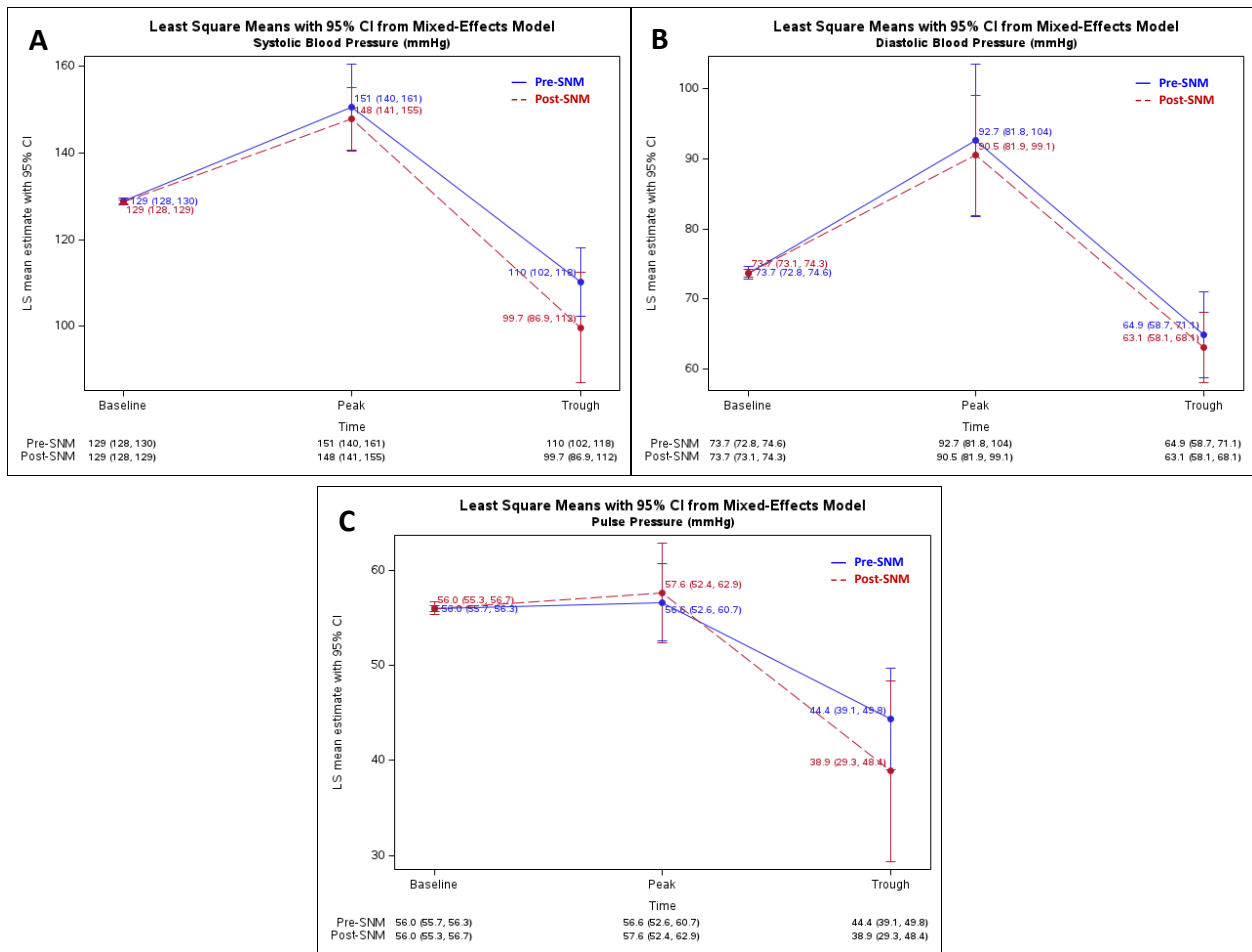 A
Least Square Means with 95% CI from Mixed-Effects Model
Systolic Blood Pressure (mmHg)
LS mean estimate with 95% CI
160
140
120
100
Pre-SNM
Post-SNM
151 (140, 161)
148 (141, 155)
129 (128, 130)
129 (128, 129)
110 (102, 118)
99.7 (86.9, 112)
Baseline Peak Trough
Time
Pre-SNM 129 (128, 130) 151 (140, 161) 110 (102, 118)
Post-SNM 129 (128, 129) 148 (141, 155) 99.7 (86.9, 112)
B
Least Square Means with 95% CI from Mixed-Effects Model
Diastolic Blood Pressure (mmHg)
LS mean estimate with 95% CI
100
90
80
70
60
Pre-SNM
Post-SNM
92.7 (81.8, 104)
90.5 (81.9, 99.1)
73.7 (73.1, 74.3)
73.7 (72.8, 74.6)
64.9 (58.7, 71.1)
63.1 (58.1, 68.1)
Baseline Peak Trough
Time
Pre-SNM 73.7 (72.8, 74.6) 92.7 (81.8, 104) 64.9 (58.7, 71.1)
Post-SNM 73.7 (73.1, 74.3) 90.5 (81.9, 99.1) 63.1 (58.1, 68.1)
C
Least Square Means with 95% CI from Mixed-Effects Model
Pulse Pressure (mmHg)
LS mean estimate with 95% CI
60
50
40
30
Pre-SNM
Post-SNM
57.6 (52.4, 62.9)
56.6 (52.6, 60.7)
56.0 (55.3, 56.7)
56.0 (55.7, 56.3)
44.4 (39.1, 49.8)
38.9 (29.3, 48.4)
Baseline Peak Trough
Time
Pre-SNM 56.0 (55.7, 56.3) 56.6 (52.6, 60.7) 44.4 (39.1, 49.8)
Post-SNM 56.0 (55.3, 56.7) 57.6 (52.4, 62.9) 38.9 (29.3, 48.4)